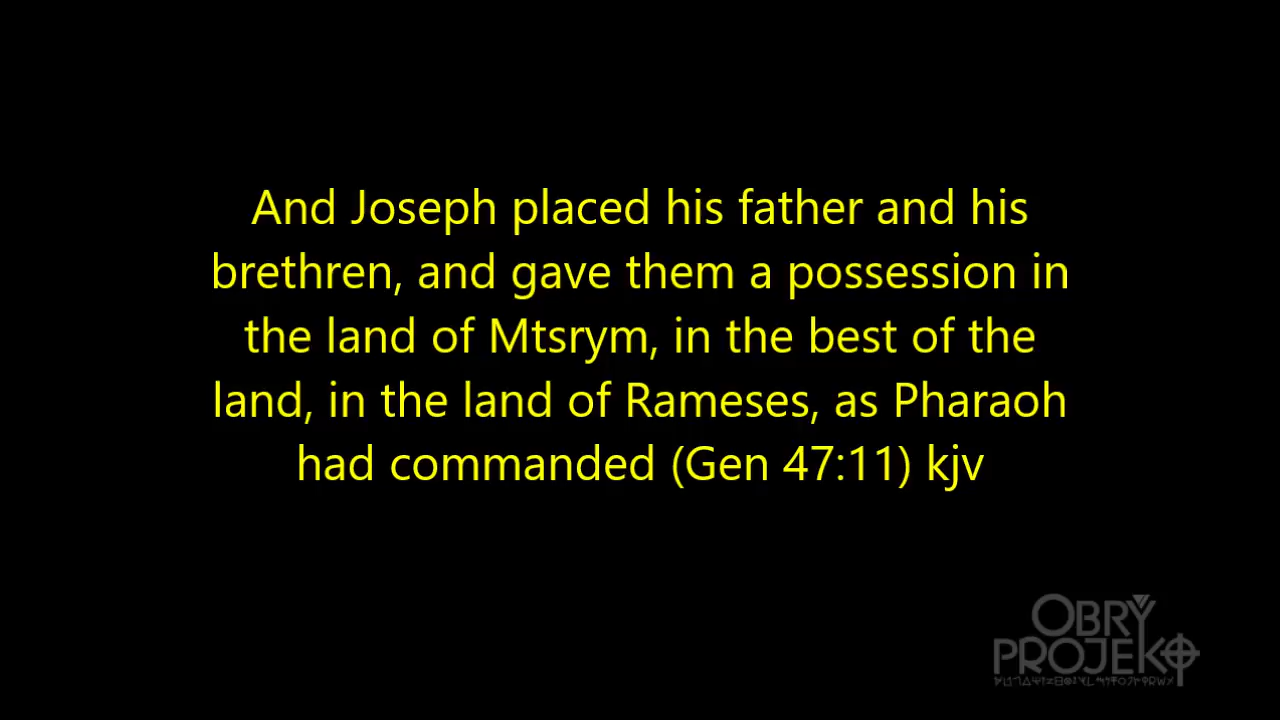 And Joseph placed his father and his
brethren, and gave them a possession in
the land of Mtsrym, in the best of the
land, in the land of Rameses, as Pharaoh
had commanded (Gen 47:11) kjv
OBRY
PROJEK